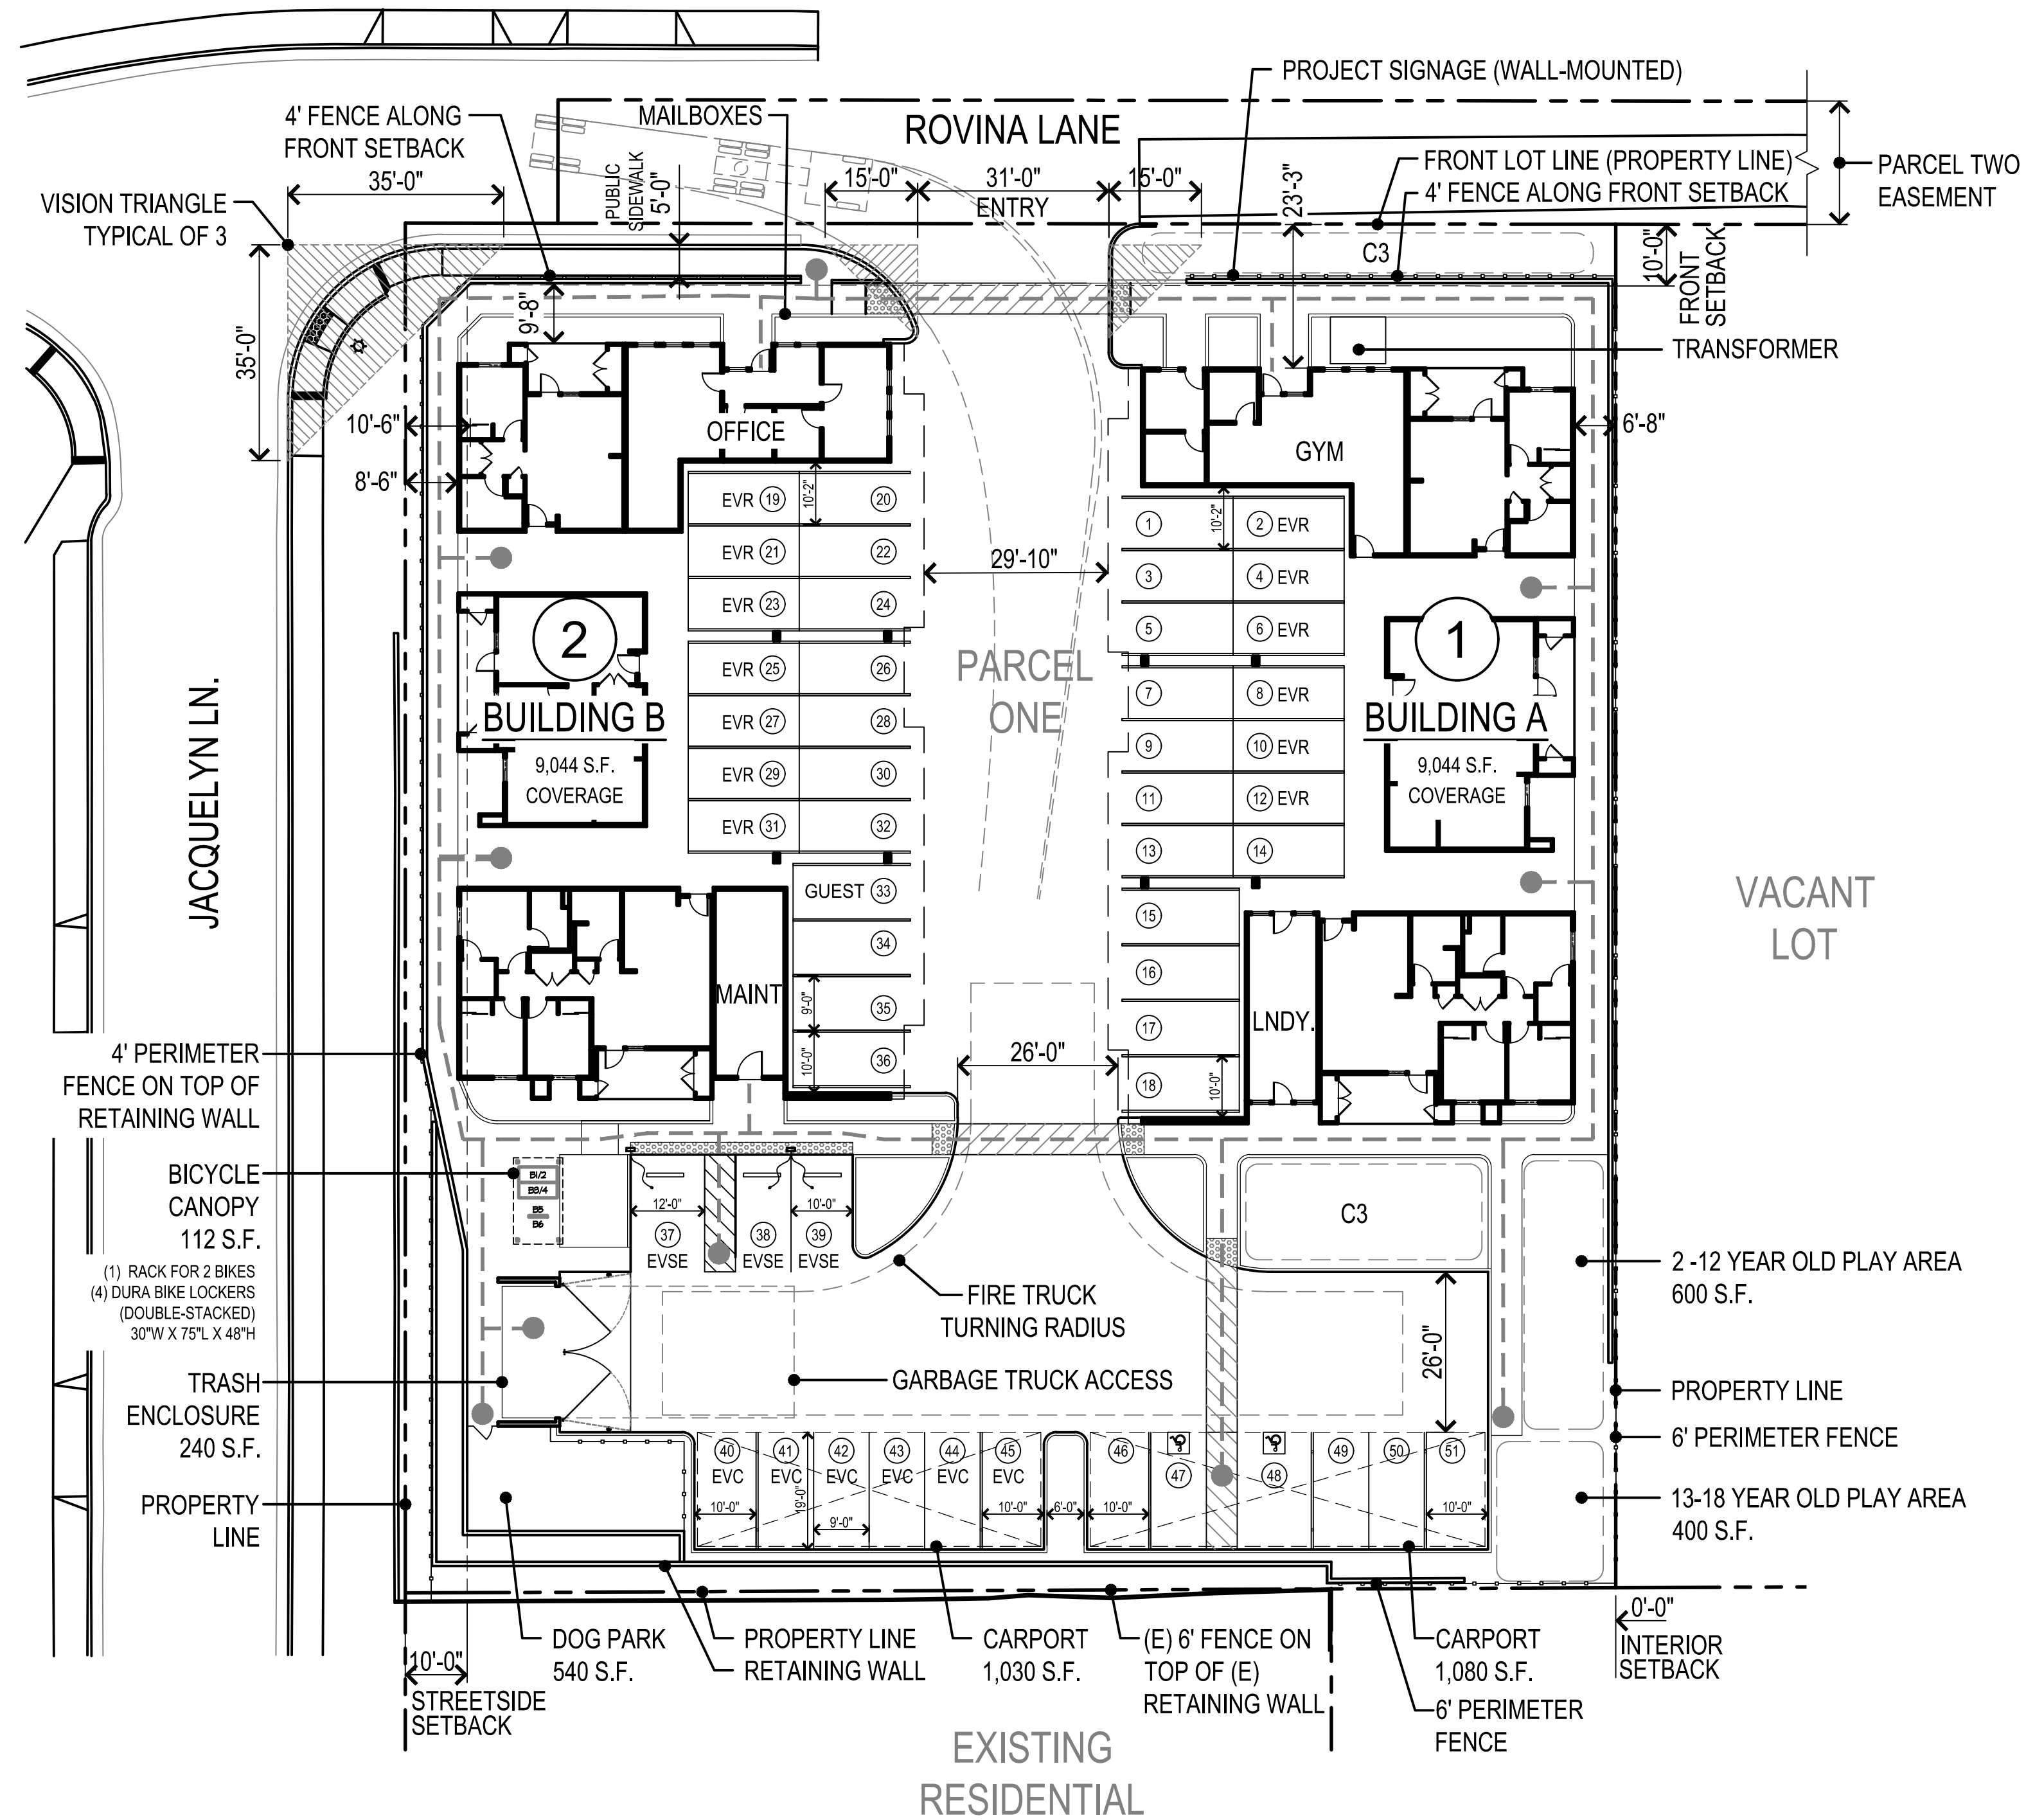 PROJECT SIGNAGE (WALL-MOUNTED)
4' FENCE ALONG
FRONT SETBACK
MAILBOXES
ROVINA LANE
FRONT LOT LINE (PROPERTY LINE)
4' FENCE ALONG FRONT SETBACK
PARCEL TWO
EASEMENT
VISION TRIANGLE
TYPICAL OF 3
35'-0"
PUBLIC
SIDEWALK
5'-0"
15'-0"
31'-0"
ENTRY
15'-0"
23'-3"
C3
10'-0"
FRONT
SETBACK
TRANSFORMER
35'-0"
9'-8"
10'-6"
8'-6"
6'-8"
OFFICE
GYM
EVR 19
10'-2"
20
EVR 21
22
EVR 23
24
EVR 25
26
EVR 27
28
EVR 29
30
EVR 31
32
GUEST 33
34
9'-0"
35
10'-0"
36
29'-10"
1
10'-2"
2 EVR
3
4 EVR
5
6 EVR
7
8 EVR
9
10 EVR
11
12 EVR
13
14
15
16
17
18
10'-0"
PARCEL
ONE
2
BUILDING B
9,044 S.F.
COVERAGE
1
BUILDING A
9,044 S.F.
COVERAGE
JACQUELYN LN.
VACANT
LOT
MAINT
LNDY.
26'-0"
4' PERIMETER
FENCE ON TOP OF
RETAINING WALL
BICYCLE
CANOPY
112 S.F.
(1) RACK FOR 2 BIKES
(4) DURA BIKE LOCKERS
(DOUBLE-STACKED)
30"W X 75"L X 48"H
B1/2
B3/4
B5
B6
12'-0"
37
EVSE
38
EVSE
10'-0"
39
EVSE
C3
2 -12 YEAR OLD PLAY AREA
600 S.F.
FIRE TRUCK
TURNING RADIUS
26'-0"
GARBAGE TRUCK ACCESS
TRASH
ENCLOSURE
240 S.F.
PROPERTY LINE
6' PERIMETER FENCE
40
EVC
41
EVC
42
EVC
43
EVC
44
EVC
45
EVC
46
47
48
49
50
51
10'-0"
19'-0"
9'-0"
10'-0"
6'-0"
10'-0"
10'-0"
PROPERTY
LINE
13-18 YEAR OLD PLAY AREA
400 S.F.
DOG PARK
540 S.F.
PROPERTY LINE
RETAINING WALL
CARPORT
1,030 S.F.
(E) 6' FENCE ON
TOP OF (E)
RETAINING WALL
CARPORT
1,080 S.F.
6' PERIMETER
FENCE
0'-0"
INTERIOR
SETBACK
10'-0"
STREETSIDE
SETBACK
EXISTING
RESIDENTIAL